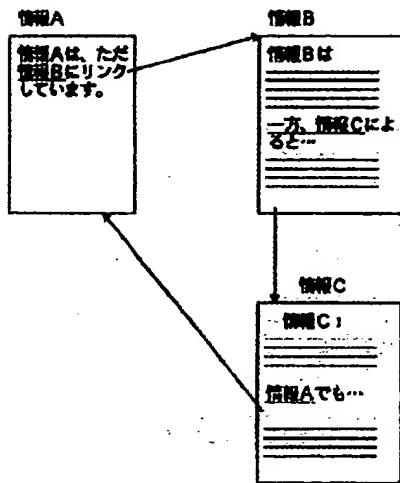 情報A
情報Aは、ただ
情報Bにリンク
しています。
情報B
情報Bは
一方、情報Cによ
ると…
情報C
情報C:
情報Aでも…